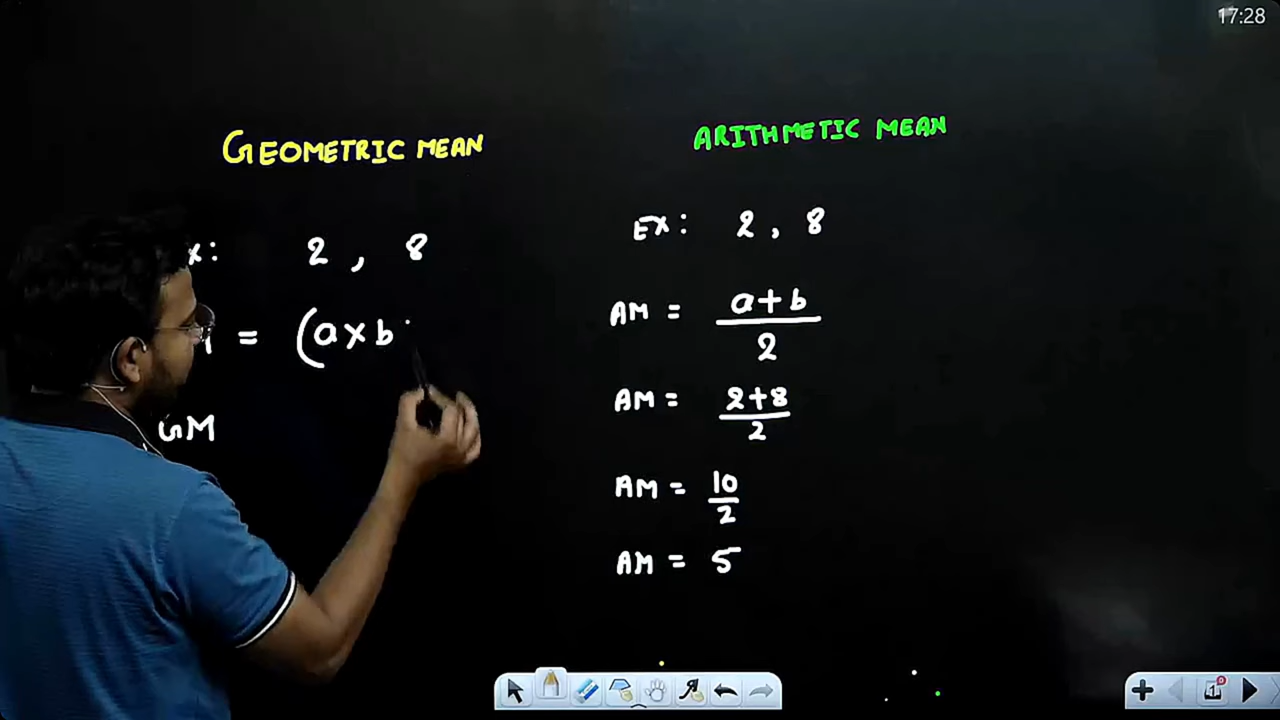 17:28
GEOMETRIC MEAN
x: 2 , 8
= (a×b
GM
ARITHMETIC MEAN
Ex: 2, 8
AM = a+b
2
AM = 2+8
2
AM = 10
2
AM = 5